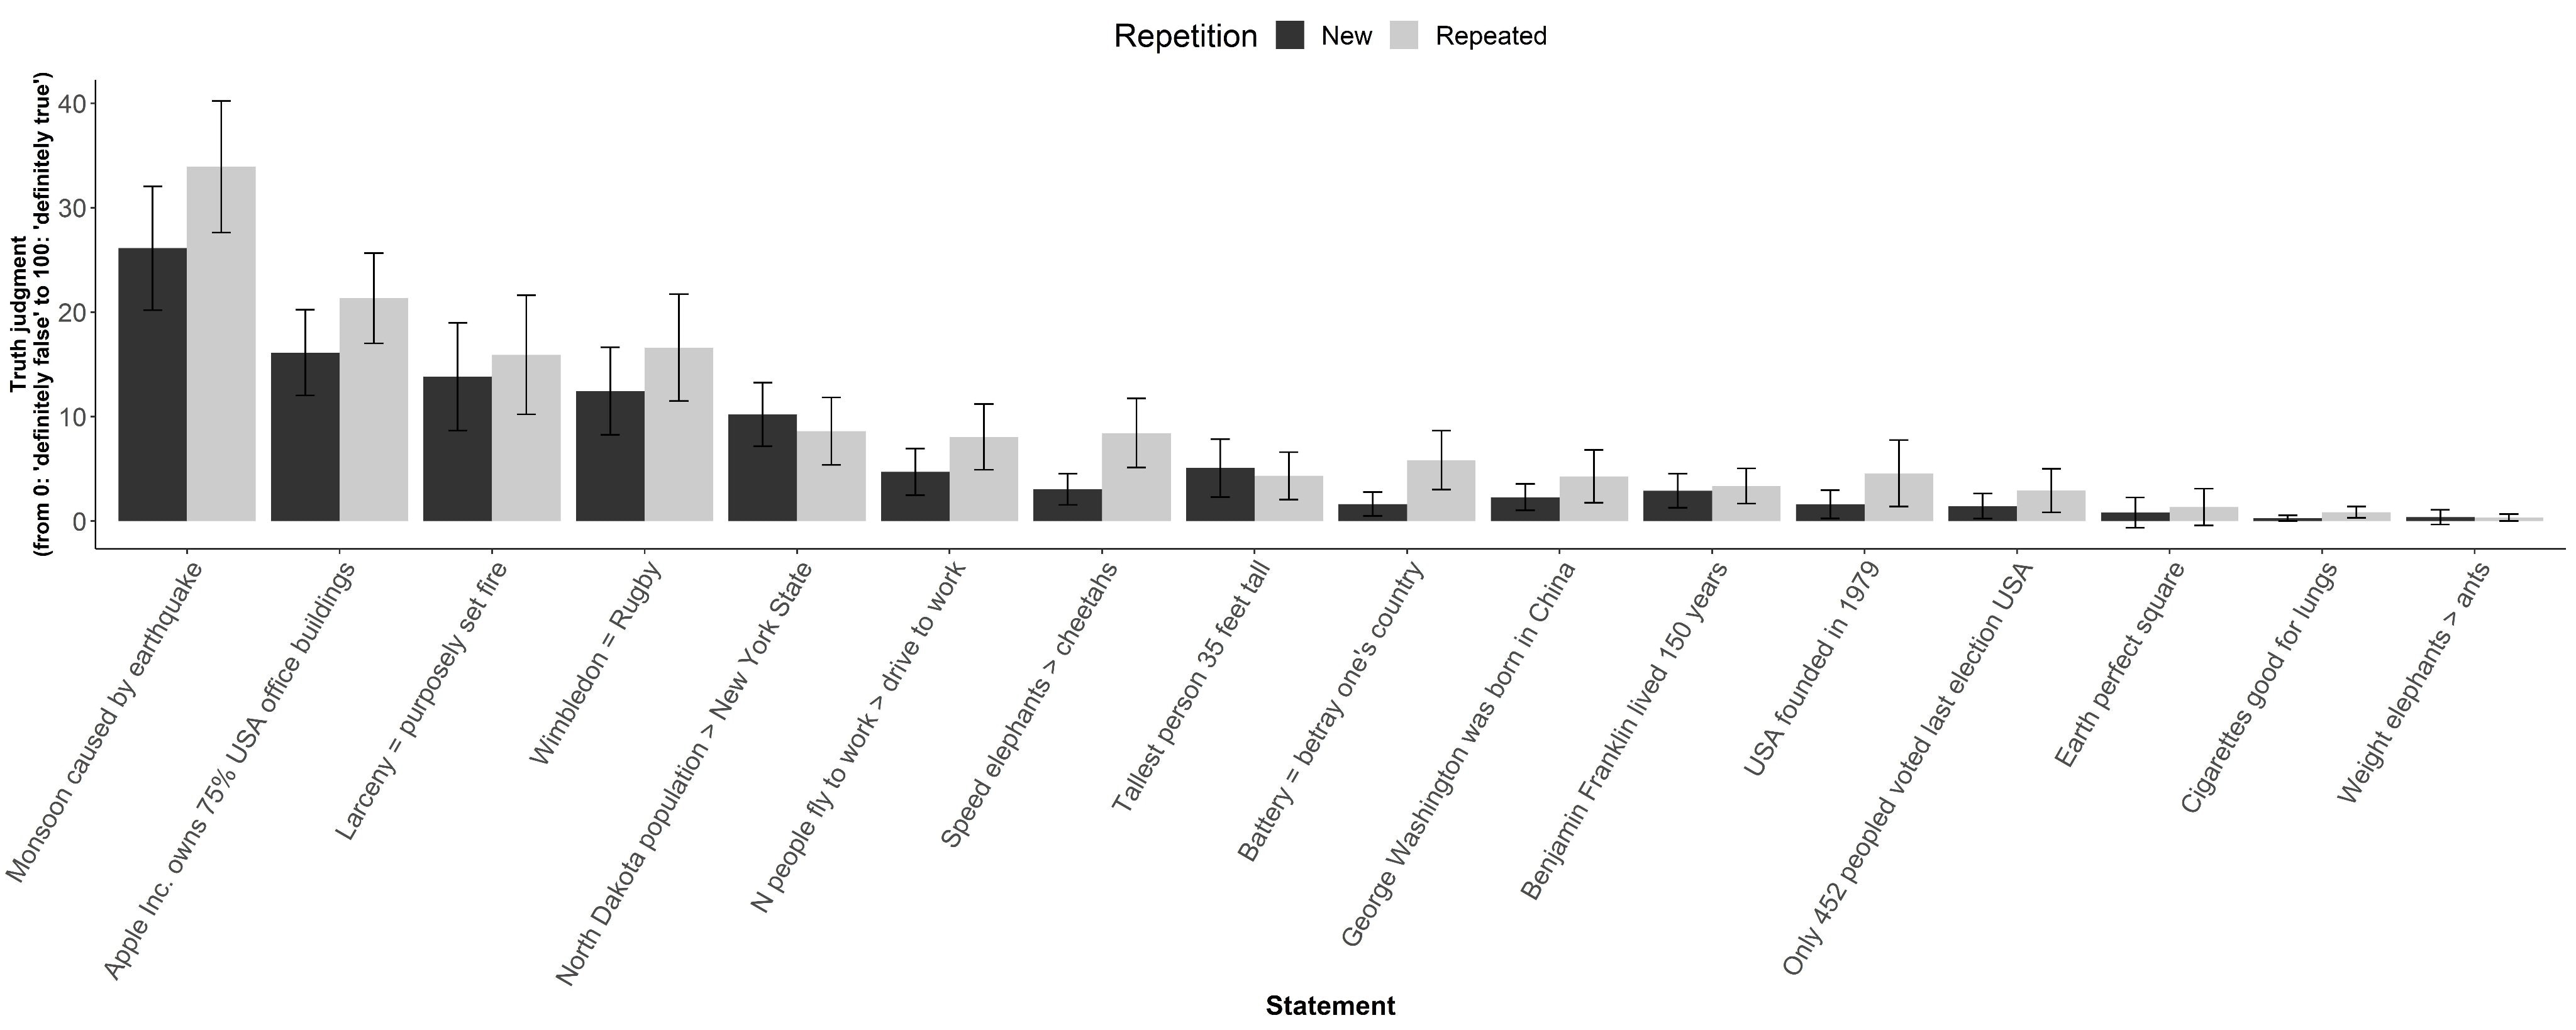 Repetition New Repeated
Truth judgment
(from 0: 'definitely false' to 100: 'definitely true')
40
30
20
10
0
Monsoon caused by earthquake
Apple Inc. owns 75% USA office buildings
Larceny = purposely set fire
Wimbledon = Rugby
North Dakota population > New York State
N people fly to work > drive to work
Speed elephants > cheetahs
Tallest person 35 feet tall
Battery = betray one's country
George Washington was born in China
Benjamin Franklin lived 150 years
USA founded in 1979
Only 452 peopled voted last election USA
Earth perfect square
Cigarettes good for lungs
Weight elephants > ants
Statement